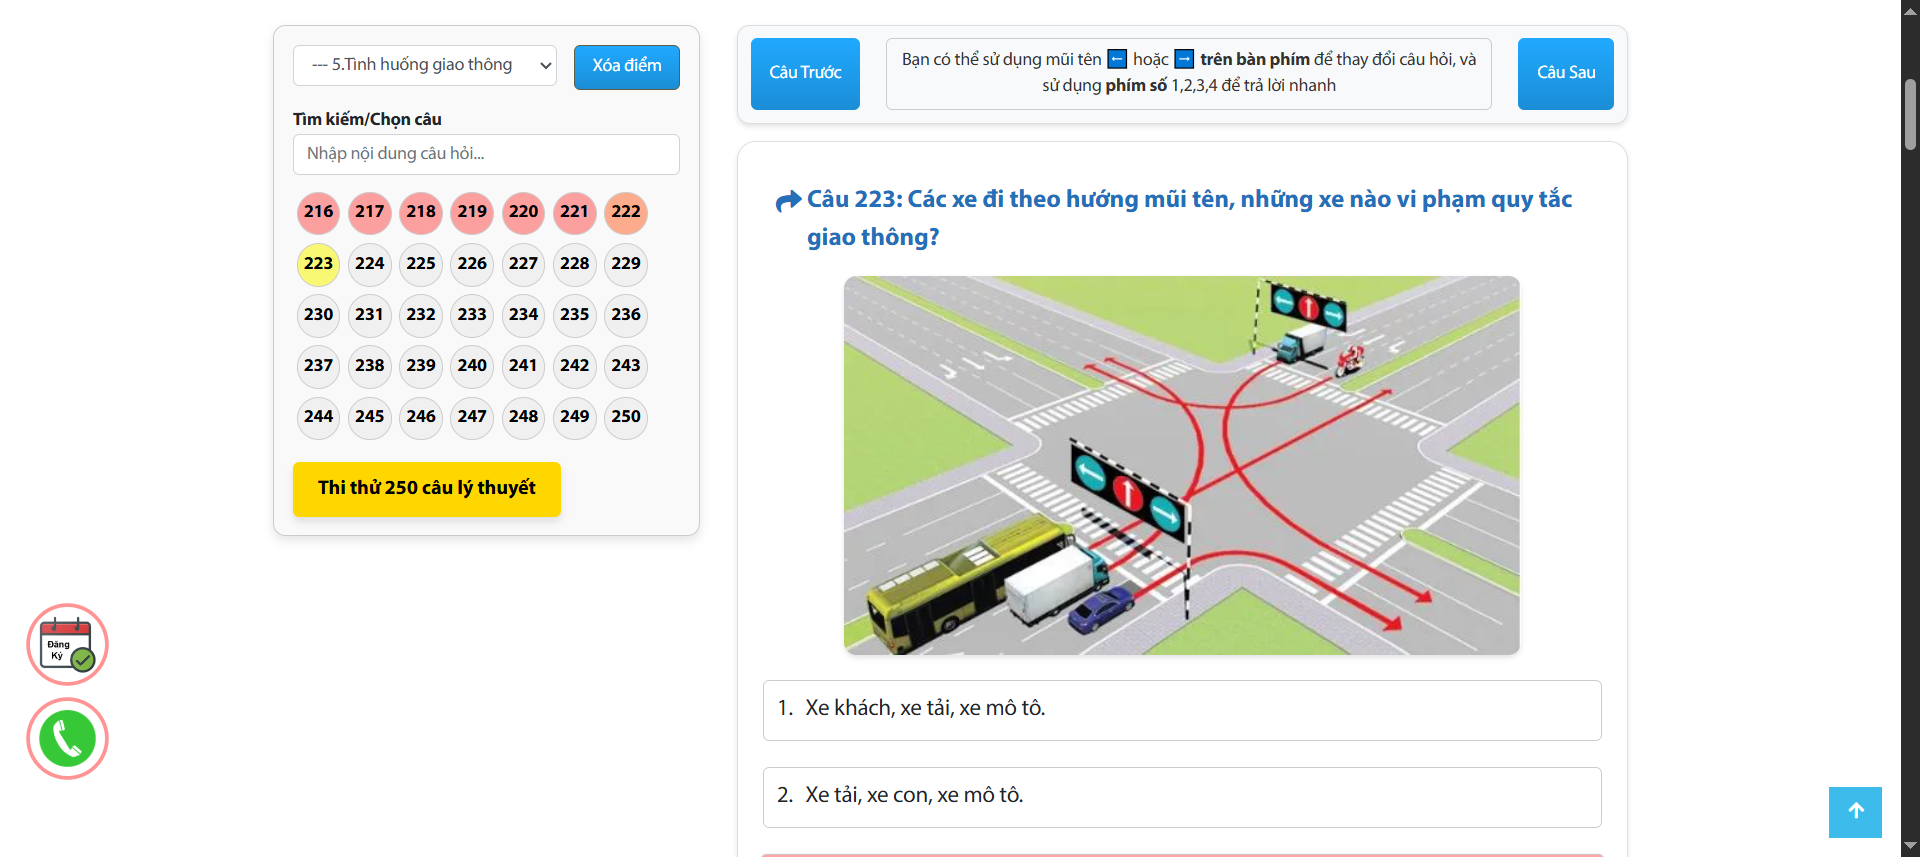 --- 5.Tình huống giao thông
Xóa điểm
Tìm kiếm/Chọn câu
Nhập nội dung câu hỏi...
216 217 218 219 220 221 222
223 224 225 226 227 228 229
230 231 232 233 234 235 236
237 238 239 240 241 242 243
244 245 246 247 248 249 250
Thi thử 250 câu lý thuyết
Đăng
Ký
Câu Trước
Bạn có thể sử dụng mũi tên ← hoặc → trên bàn phím để thay đổi câu hỏi, và
sử dụng phím số 1,2,3,4 để trả lời nhanh
Câu Sau
Câu 223: Các xe đi theo hướng mũi tên, những xe nào vi phạm quy tắc
giao thông?
1. Xe khách, xe tải, xe mô tô.
2. Xe tải, xe con, xe mô tô.